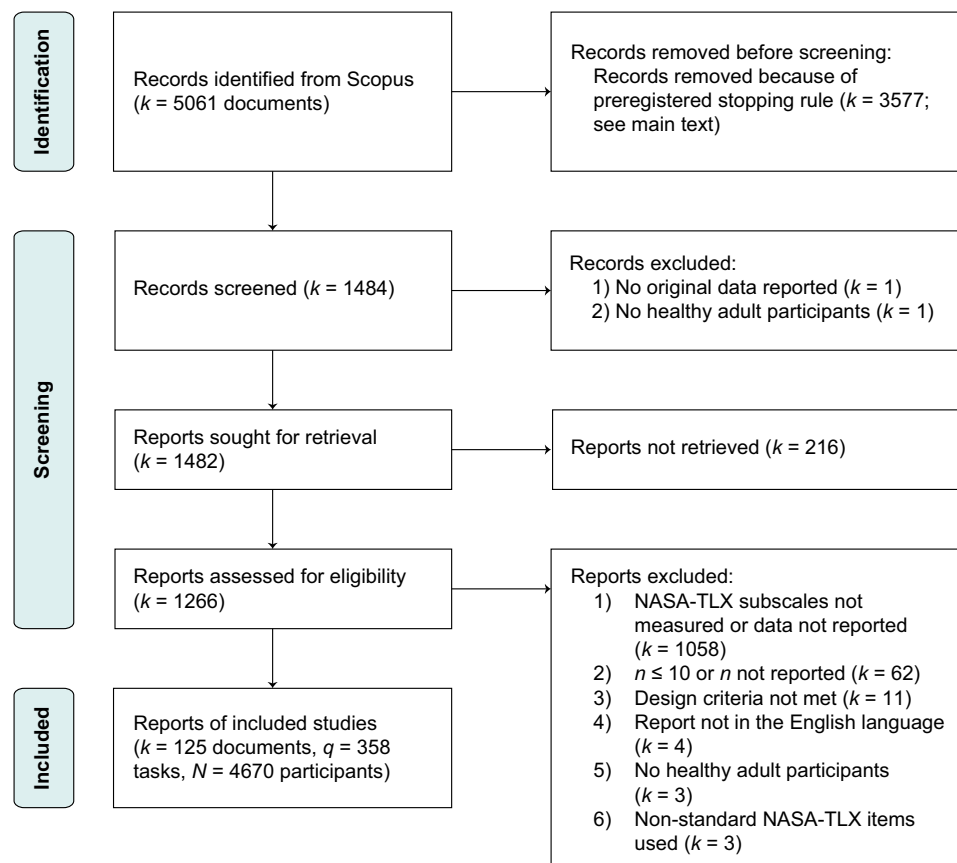 Identification
Records identified from Scopus
(k = 5061 documents)
Records removed before screening:
Records removed because of
preregistered stopping rule (k = 3577;
see main text)
Screening
Records screened (k = 1484)
Records excluded:
1) No original data reported (k = 1)
2) No healthy adult participants (k = 1)
Reports sought for retrieval
(k = 1482)
Reports not retrieved (k = 216)
Reports assessed for eligibility
(k = 1266)
Reports excluded:
1) NASA-TLX subscales not
measured or data not reported
(k = 1058)
2) n ≤ 10 or n not reported (k = 62)
3) Design criteria not met (k = 11)
4) Report not in the English language
(k = 4)
5) No healthy adult participants
(k = 3)
6) Non-standard NASA-TLX items
used (k = 3)
Included
Reports of included studies
(k = 125 documents, q = 358
tasks, N = 4670 participants)